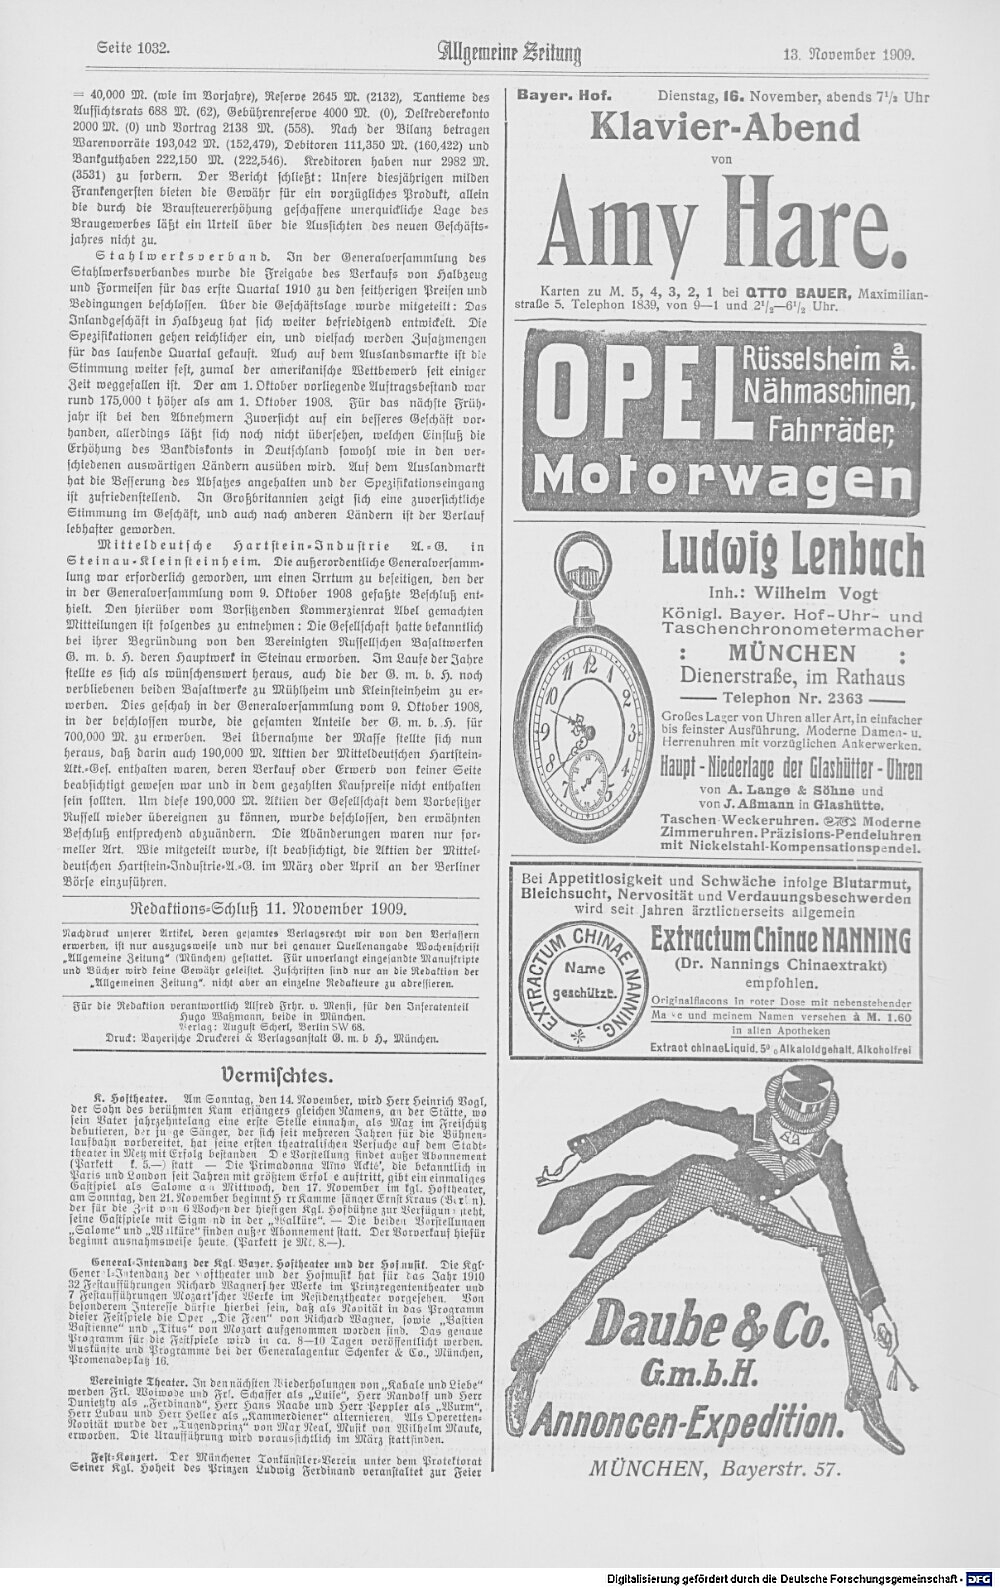 Seite 1032.
Allgemeine Zeitung
13. November 1909.
= 40,000 M. (wie im Vorjahre), Reserve 2645 M. (2132), Tantieme des
Aufsichtsrats 688 M. (62), Gebührenreserve 4000 M. (0), Delkrederekonto
2000 M. (0) und Vortrag 2138 M. (558). Nach der Bilanz betragen
Warenvorräte 193,042 M. (152,479), Debitoren 111,350 M. (160,422) und
Bankguthaben 222,150 M. (222,546). Kreditoren haben nur 2982 M.
(3531) zu fordern. Der Bericht schließt: Unsere diesjährigen milden
Frankengersten bieten die Gewähr für ein vorzügliches Produkt, allein
die durch die Brausteuererhöhung geschaffene unerquickliche Lage des
Braugewerbes läßt ein Urteil über die Aussichten des neuen Geschäfts-
jahres nicht zu.
Stahlwerksverband. In der Generalversammlung des
Stahlwerksverbandes wurde die Freigabe des Verkaufs von Halbzeug
und Formeisen für das erste Quartal 1910 zu den seitherigen Preisen und
Bedingungen beschlossen. Über die Geschäftslage wurde mitgeteilt: Das
Inlandgeschäft in Halbzeug hat sich weiter befriedigend entwickelt. Die
Spezifikationen gehen reichlicher ein, und vielfach werden Zusatzmengen
für das laufende Quartal gekauft. Auch auf dem Auslandsmarkte ist die
Stimmung weiter fest, zumal der amerikanische Wettbewerb seit einiger
Zeit weggefallen ist. Der am 1. Oktober vorliegende Auftragsbestand war
rund 175,000 t höher als am 1. Oktober 1908. Für das nächste Früh-
jahr ist bei den Abnehmern Zuversicht auf ein besseres Geschäft vor-
handen, allerdings läßt sich noch nicht übersehen, welchen Einfluß die
Erhöhung des Bankdiskonts in Deutschland sowohl wie in den ver-
schiedenen auswärtigen Ländern ausüben wird. Auf dem Auslandmarkt
hat die Besserung des Absatzes angehalten und der Spezifikationseingang
ist zufriedenstellend. In Großbritannien zeigt sich eine zuversichtliche
Stimmung im Geschäft, und auch nach anderen Ländern ist der Verlauf
lebhafter geworden.
Mitteldeutsche Hartstein-Industrie A.-G. in
Steinau-Kleinsteinheim. Die außerordentliche Generalversamm-
lung war erforderlich geworden, um einen Irrtum zu beseitigen, den der
in der Generalversammlung vom 9. Oktober 1908 gefaßte Beschluß ent-
hielt. Den hierüber vom Vorsitzenden Kommerzienrat Abel gemachten
Mitteilungen ist folgendes zu entnehmen: Die Gesellschaft hatte bekanntlich
bei ihrer Begründung von den Vereinigten Russellschen Basaltwerken
G. m. b. H. deren Hauptwerk in Steinau erworben. Im Laufe der Jahre
stellte es sich als wünschenswert heraus, auch die der G. m. b. H. noch
verbliebenen beiden Basaltwerke zu Mühlheim und Kleinsteinheim zu er-
werben. Dies geschah in der Generalversammlung vom 9. Oktober 1908,
in der beschlossen wurde, die gesamten Anteile der G. m. b. H. für
700,000 M. zu erwerben. Bei Übernahme der Masse stellte sich nun
heraus, daß darin auch 190,000 M. Aktien der Mitteldeutschen Hartstein-
Akt.-Ges. enthalten waren, deren Verkauf oder Erwerb von keiner Seite
beabsichtigt gewesen war und in dem gezahlten Kaufpreise nicht enthalten
sein sollten. Um diese 190,000 M. Aktien der Gesellschaft dem Vorbesitzer
Russell wieder übereignen zu können, wurde beschlossen, den erwähnten
Beschluß entsprechend abzuändern. Die Abänderungen waren nur for-
meller Art. Wie mitgeteilt wurde, ist beabsichtigt, die Aktien der Mittel-
deutschen Hartstein-Industrie-A.-G. im März oder April an der Berliner
Börse einzuführen.
Redaktions-Schluß 11. November 1909.
Nachdruck unserer Artikel, deren gesamtes Verlagsrecht wir von den Verfassern
erwerben, ist nur auszugsweise und nur bei genauer Quellenangabe Wochenschrift
„Allgemeine Zeitung“ (München) gestattet. Für unverlangt eingesandte Manuskripte
und Bücher wird keine Gewähr geleistet. Zuschriften sind nur an die Redaktion der
„Allgemeinen Zeitung“, nicht aber an einzelne Redakteure zu adressieren.
Für die Redaktion verantwortlich Alfred Frhr. v. Mensi, für den Inseratenteil
Hugo Waßmann, beide in München.
Verlag: August Scherl, Berlin SW 68.
Druck: Bayerische Druckerei & Verlagsanstalt G. m. b H., München.
Vermischtes.
K. Hoftheater. Am Sonntag, den 14. November, wird Herr Heinrich Vogl,
der Sohn des berühmten Kam ersängers gleichen Namens, an der Stätte, wo
sein Vater jahrzehntelang eine erste Stelle einnahm, als Max im Freischütz
debutieren, der ju ge Sänger, der sich seit mehreren Jahren für die Bühnen-
laufbahn vorbereitet, hat seine ersten theatralischen Versuche auf dem Stadt-
theater in Metz mit Erfolg bestanden D e Vorstellung findet außer Abonnement
(Parkett k. 5.—) statt — Die Primadonna Aino Ackté, die bekanntlich in
Paris und London seit Jahren mit größtem Erfol e auftritt, gibt ein einmaliges
Gastspiel als Salome a Mittwoch, den 17. November im kgl. Hoftheater,
am Sonntag, den 21. November beginnt H rr Kamme sänger Ernst Kraus (Berlin),
der für die Zeit von 6 Wochen der hiesigen Kgl. Hofbühne zur Verfügung steht,
seine Gastspiele mit Sigm nd in der „Walküre“. — Die beiden Vorstellungen
„Salome“ und „Walküre“ finden außer Abonnement statt. Der Vorverkauf hiefür
beginnt ausnahmsweise heute. (Parkett je Mk. 8.—).
General-Intendanz der Kgl. Bayer. Hoftheater und der Hofmusik. Die Kgl.
Gener l-Intendanz der Hoftheater und der Hofmusik hat für das Jahr 1910
32 Festaufführungen Richard Wagnerscher Werke im Prinzregententheater und
7 Festaufführungen Mozart'scher Werke im Residenztheater vorgesehen. Von
besonderem Interesse dürfte hierbei sein, daß als Novität in das Programm
dieser Festspiele die Oper „Die Feen“ von Richard Wagner, sowie „Bastien
Bastienne“ und „Titus“ von Mozart aufgenommen worden sind. Das genaue
Programm für die Festspiele wird in ca. 8—10 Tagen veröffentlicht werden.
Auskünfte und Programme bei der Generalagentur Schenker & Co., München,
Promenadeplatz 16.
Vereinigte Theater. In den nächsten Wiederholungen von „Kabale und Liebe“
werden Frl. Woiwode und Frl. Schaffer als „Luise“, Herr Randolf und Herr
Dunietzky als „Ferdinand“, Herr Hans Raabe und Herr Peppler als „Wurm“,
Herr Lubau und Herr Heller als „Kammerdiener“ alternieren. Als Operetten-
Novität wurde der „Tugendprinz“ von Max Neal, Musik von Wilhelm Mauke,
erworben. Die Uraufführung wird voraussichtlich im März stattfinden.
Fest-Konzert. Der Münchener Tonkünstler-Verein unter dem Protektorat
Seiner Kgl. Hoheit des Prinzen Ludwig Ferdinand veranstaltet zur Feier
Bayer. Hof. Dienstag, 16. November, abends 7½ Uhr
Klavier-Abend
von
Amy Hare.
Karten zu M. 5, 4, 3, 2, 1 bei OTTO BAUER, Maximilian-
straße 5. Telephon 1839, von 9—1 und 2½—6½ Uhr.
OPEL
Rüsselsheim a/M.
Nähmaschinen,
Fahrräder,
Motorwagen
Ludwig Lenbach
Inh.: Wilhelm Vogt
Königl. Bayer. Hof-Uhr- und
Taschenchronometermacher
: MÜNCHEN :
Dienerstraße, im Rathaus
Telephon Nr. 2363
Großes Lager von Uhren aller Art, in einfacher
bis feinster Ausführung. Moderne Damen- u.
Herrenuhren mit vorzüglichen Ankerwerken.
Haupt-Niederlage der Glashütter-Uhren
von A. Lange & Söhne und
von J. Aßmann in Glashütte.
Taschen-Weckeruhren. Moderne
Zimmeruhren. Präzisions-Pendeluhren
mit Nickelstahl-Kompensationspendel.
Bei Appetitlosigkeit und Schwäche infolge Blutarmut,
Bleichsucht, Nervosität und Verdauungsbeschwerden
wird seit Jahren ärztlicherseits allgemein
EXTRACTUM CHINAE NANNING.
Name
geschützt.
Extractum Chinae NANNING
(Dr. Nannings Chinaextrakt)
empfohlen.
Originalflacons in roter Dose mit nebenstehender
Ma ke und meinem Namen versehen à M. 1.60
in allen Apotheken
Extract chinae Liquid. 5% Alkaloidgehalt. Alkoholfrei
Daube & Co.
G.m.b.H.
Annoncen-Expedition.
MÜNCHEN, Bayerstr. 57.
Digitalisierung gefördert durch die Deutsche Forschungsgemeinschaft - DFG